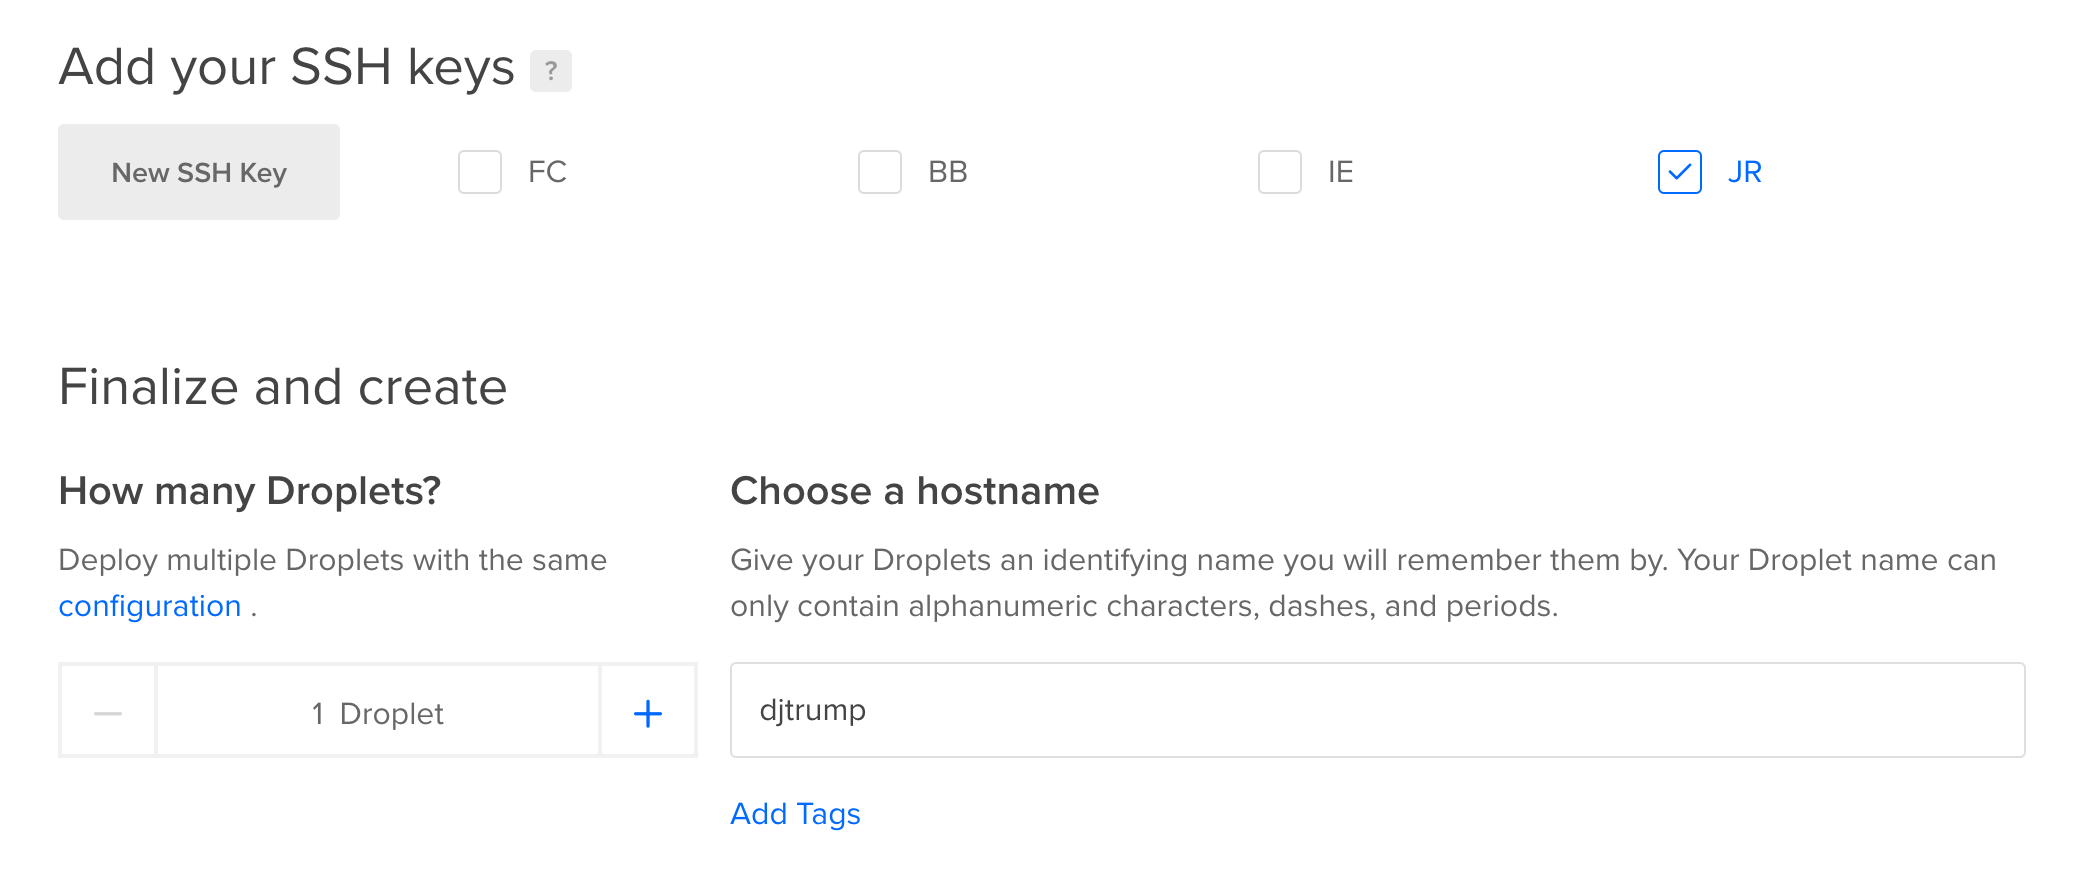 Add your SSH keys ?
New SSH Key FC BB IE JR
Finalize and create
How many Droplets?
Deploy multiple Droplets with the same
configuration .
1 Droplet
Choose a hostname
Give your Droplets an identifying name you will remember them by. Your Droplet name can
only contain alphanumeric characters, dashes, and periods.
djtrump
Add Tags